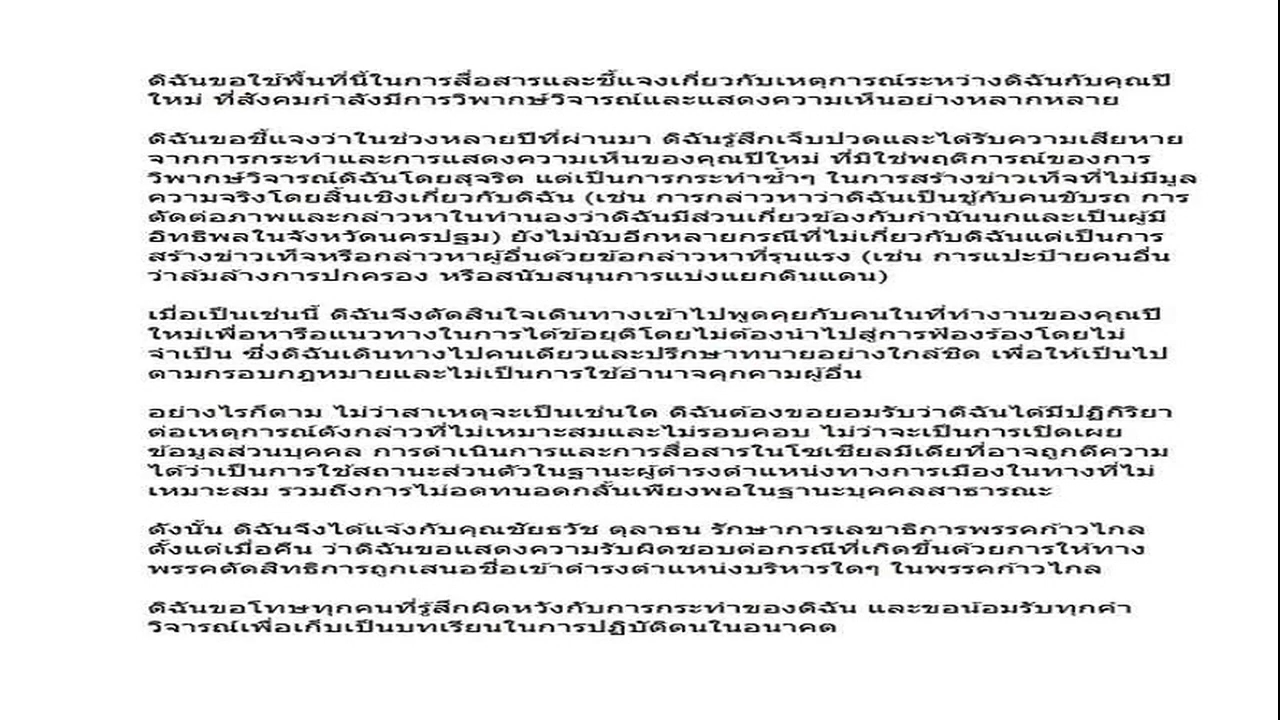 ดิฉันขอใช้พื้นที่นี้ในการสื่อสารและชี้แจงเกี่ยวกับเหตุการณ์ระหว่างดิฉันกับคุณปี
ใหม่ ที่สังคมกำลังมีการวิพากษ์วิจารณ์และแสดงความเห็นอย่างหลากหลาย
ดิฉันขอชี้แจงว่าในช่วงหลายปีที่ผ่านมา ดิฉันรู้สึกเจ็บปวดและได้รับความเสียหาย
จากการกระทำและการแสดงความเห็นของคุณปีใหม่ ที่มิใช่พฤติการณ์ของการ
วิพากษ์วิจารณ์ดิฉันโดยสุจริต แต่เป็นการกระทำซ้ำๆ ในการสร้างข่าวเท็จที่ไม่มีมูล
ความจริงโดยสิ้นเชิงเกี่ยวกับดิฉัน (เช่น การกล่าวหาว่าดิฉันเป็นชู้กับคนขับรถ การ
ตัดต่อภาพและกล่าวหาในทำนองว่าดิฉันมีส่วนเกี่ยวข้องกับกำนันนกและเป็นผู้มี
อิทธิพลในจังหวัดนครปฐม) ยังไม่นับอีกหลายกรณีที่ไม่เกี่ยวกับดิฉันแต่เป็นการ
สร้างข่าวเท็จหรือกล่าวหาผู้อื่นด้วยข้อกล่าวหาที่รุนแรง (เช่น การแปะป้ายคนอื่น
ว่าล้มล้างการปกครอง หรือสนับสนุนการแบ่งแยกดินแดน)
เมื่อเป็นเช่นนี้ ดิฉันจึงตัดสินใจเดินทางเข้าไปพูดคุยกับคนในที่ทำงานของคุณปี
ใหม่เพื่อหารือแนวทางในการได้ข้อยุติโดยไม่ต้องนำไปสู่การฟ้องร้องโดยไม่
จำเป็น ซึ่งดิฉันเดินทางไปคนเดียวและปรึกษาทนายอย่างใกล้ชิด เพื่อให้เป็นไป
ตามกรอบกฎหมายและไม่เป็นการใช้อำนาจคุกคามผู้อื่น
อย่างไรก็ตาม ไม่ว่าสาเหตุจะเป็นเช่นใด ดิฉันต้องขอยอมรับว่าดิฉันได้มีปฏิกิริยา
ต่อเหตุการณ์ดังกล่าวที่ไม่เหมาะสมและไม่รอบคอบ ไม่ว่าจะเป็นการเปิดเผย
ข้อมูลส่วนบุคคล การดำเนินการและการสื่อสารในโซเชียลมีเดียที่อาจถูกตีความ
ได้ว่าเป็นการใช้สถานะส่วนตัวในฐานะผู้ดำรงตำแหน่งทางการเมืองในทางที่ไม่
เหมาะสม รวมถึงการไม่อดทนอดกลั้นเพียงพอในฐานะบุคคลสาธารณะ
ดังนั้น ดิฉันจึงได้แจ้งกับคุณชัยธวัช ตุลาธน รักษาการเลขาธิการพรรคก้าวไกล
ตั้งแต่เมื่อคืน ว่าดิฉันขอแสดงความรับผิดชอบต่อกรณีที่เกิดขึ้นด้วยการให้ทาง
พรรคตัดสิทธิการถูกเสนอชื่อเข้าดำรงตำแหน่งบริหารใดๆ ในพรรคก้าวไกล
ดิฉันขอโทษทุกคนที่รู้สึกผิดหวังกับการกระทำของดิฉัน และขอน้อมรับทุกคำ
วิจารณ์เพื่อเก็บเป็นบทเรียนในการปฏิบัติตนในอนาคต